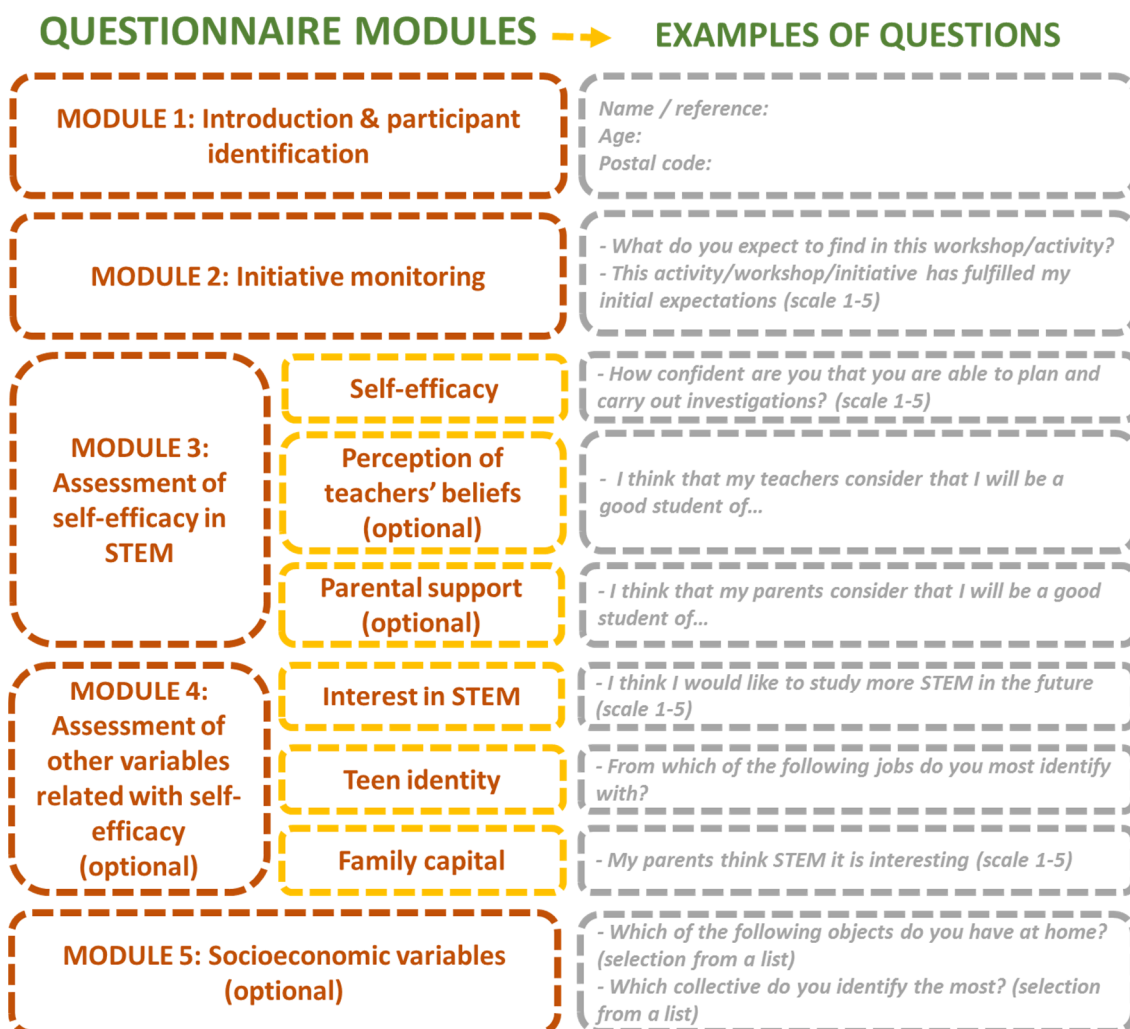 QUESTIONNAIRE MODULES
EXAMPLES OF QUESTIONS
MODULE 1: Introduction & participant
identification
Name / reference:
Age:
Postal code:
MODULE 2: Initiative monitoring
- What do you expect to find in this workshop/activity?
- This activity/workshop/initiative has fulfilled my
initial expectations (scale 1-5)
MODULE 3:
Assessment of
self-efficacy in
STEM
Self-efficacy
- How confident are you that you are able to plan and
carry out investigations? (scale 1-5)
Perception of
teachers’ beliefs
(optional)
- I think that my teachers consider that I will be a
good student of…
Parental support
(optional)
- I think that my parents consider that I will be a good
student of…
MODULE 4:
Assessment of
other variables
related with self-
efficacy
(optional)
Interest in STEM
- I think I would like to study more STEM in the future
(scale 1-5)
Teen identity
- From which of the following jobs do you most identify
with?
Family capital
- My parents think STEM it is interesting (scale 1-5)
MODULE 5: Socioeconomic variables
(optional)
- Which of the following objects do you have at home?
(selection from a list)
- Which collective do you identify the most? (selection
from a list)